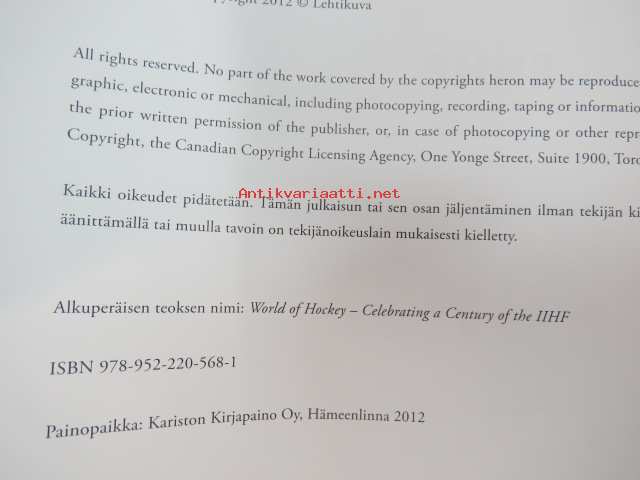 2012 © Lehtikuva
All rights reserved. No part of the work covered by the copyrights heron may be reproduce
graphic, electronic or mechanical, including photocopying, recording, taping or informatio
the prior written permission of the publisher, or, in case of photocopying or other repr
Copyright, the Canadian Copyright Licensing Agency, One Yonge Street, Suite 1900, Toro
Antikvariaatti.net
Kaikki oikeudet pidätetään. Tämän julkaisun tai sen osan jäljentäminen ilman tekijän ki
äänittämällä tai muulla tavoin on tekijänoikeuslain mukaisesti kielletty.
Alkuperäisen teoksen nimi: World of Hockey – Celebrating a Century of the IIHF
ISBN 978-952-220-568-1
Painopaikka: Kariston Kirjapaino Oy, Hämeenlinna 2012